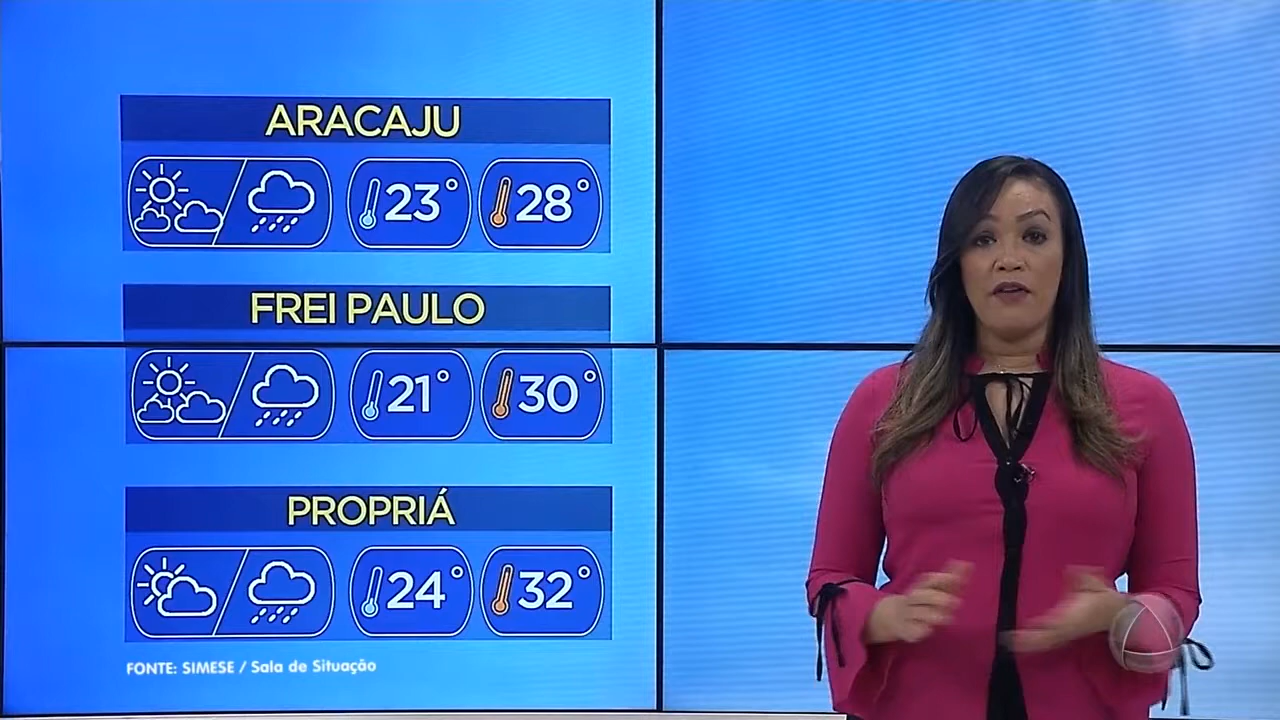 ARACAJU
23° 28°
FREI PAULO
21° 30°
PROPRIÁ
24° 32°
FONTE: SIMESE / Sala de Situação